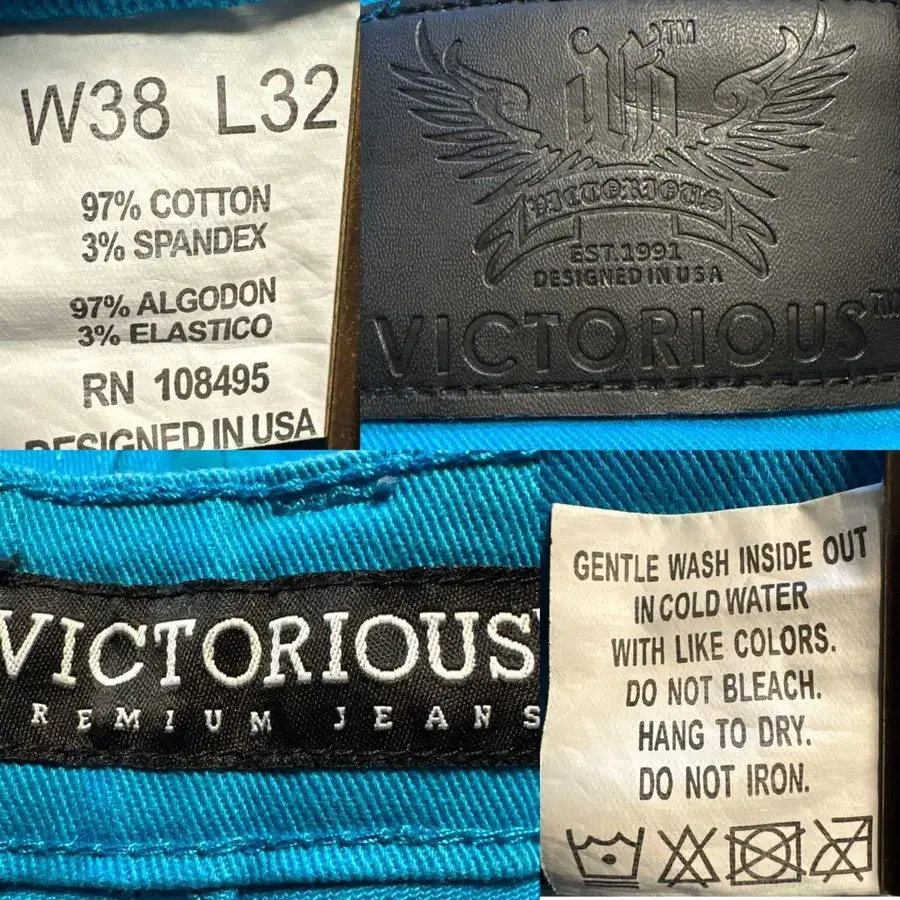 W38 L32
97% COTTON
3% SPANDEX
97% ALGODON
3% ELASTICO
RN 108495
DESIGNED IN USA
TM
VICTORIOUS
EST.1991
DESIGNED IN USA
VICTORIOUS™
VICTORIOUS
REMIUM JEANS
GENTLE WASH INSIDE OUT
IN COLD WATER
WITH LIKE COLORS.
DO NOT BLEACH.
HANG TO DRY.
DO NOT IRON.